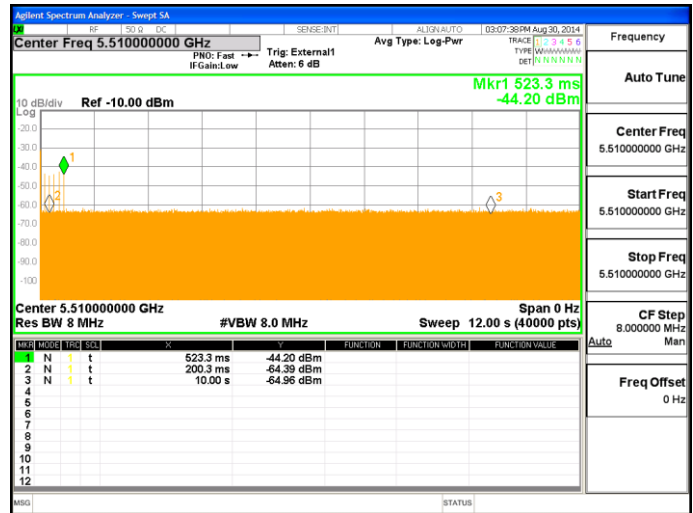 Agilent Spectrum Analyzer - Swept SA
RF 50 Ω DC SENSE:INT ALIGN AUTO 03:07:38 PM Aug 30, 2014
Center Freq 5.510000000 GHz
PNO: Fast
IFGain:Low
Trig: External1
Atten: 6 dB
Avg Type: Log-Pwr
TRACE 1 2 3 4 5 6
TYPE
DET N N N N N N
Mkr1 523.3 ms
-44.20 dBm
10 dB/div Ref -10.00 dBm
Log
-20.0
-30.0
-40.0
-50.0
-60.0
-70.0
-80.0
-90.0
-100
1
2
3
Center 5.510000000 GHz Span 0 Hz
Res BW 8 MHz #VBW 8.0 MHz Sweep 12.00 s (40000 pts)
MKR MODE TRC SCL X Y FUNCTION FUNCTION WIDTH FUNCTION VALUE
1 N 1 t 523.3 ms -44.20 dBm
2 N 1 t 200.3 ms -64.39 dBm
3 N 1 t 10.00 s -64.96 dBm
4
5
6
7
8
9
10
11
12
MSG STATUS
Frequency
Auto Tune
Center Freq
5.510000000 GHz
Start Freq
5.510000000 GHz
Stop Freq
5.510000000 GHz
CF Step
8.000000 MHz
Auto Man
Freq Offset
0 Hz